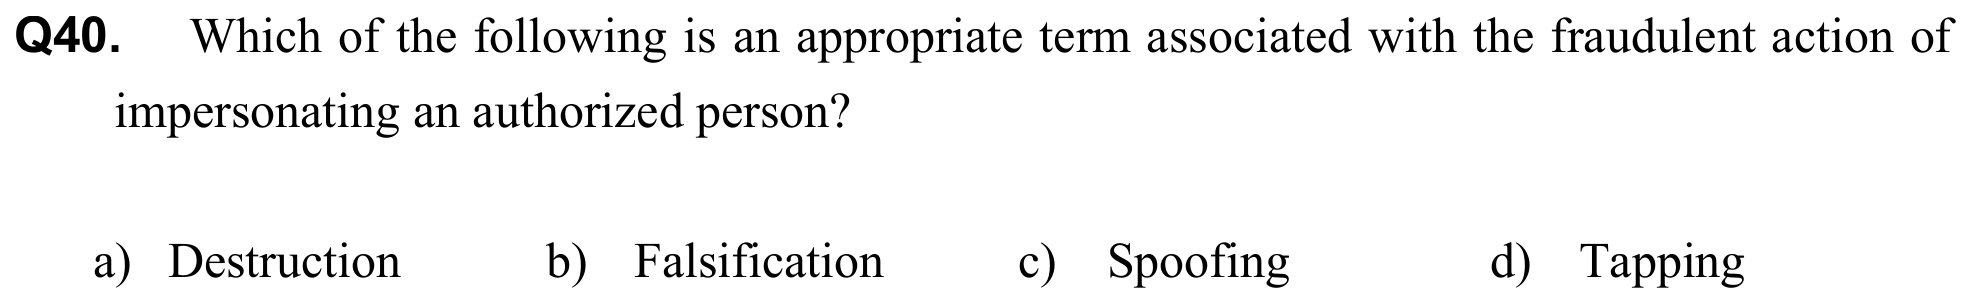 Q40. Which of the following is an appropriate term associated with the fraudulent action of
impersonating an authorized person?
a) Destruction b) Falsification c) Spoofing d) Tapping